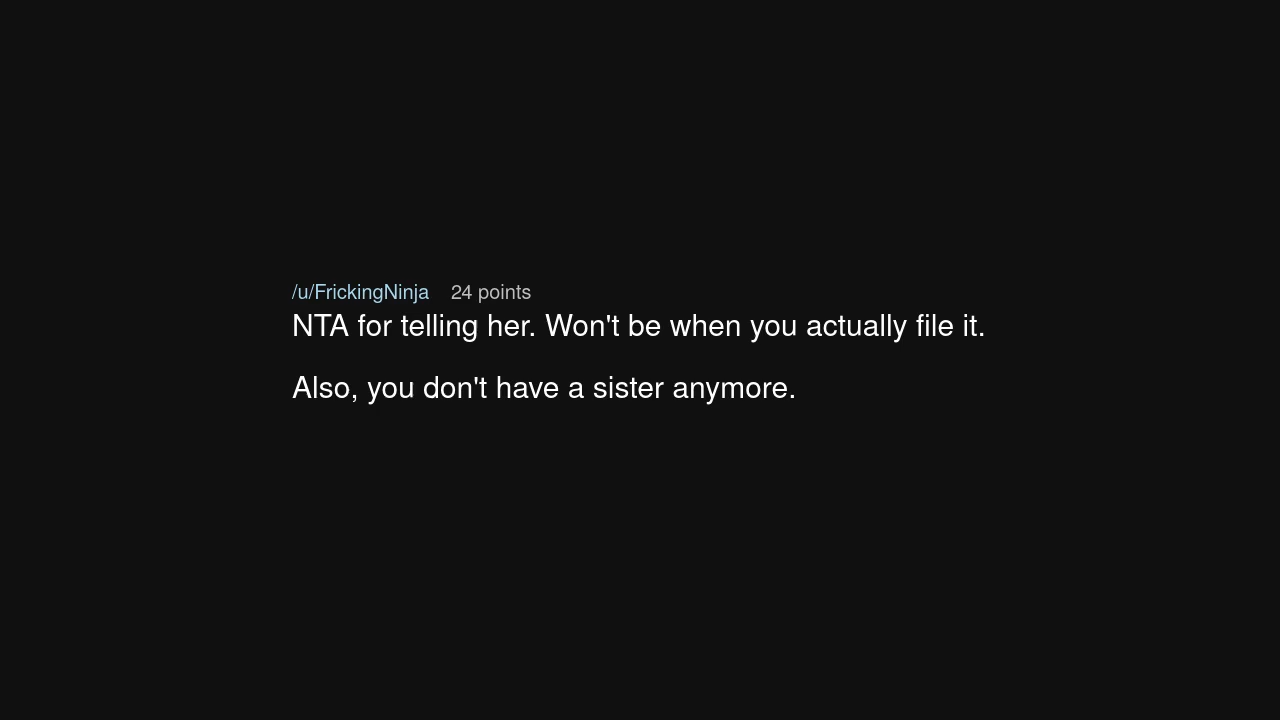 /u/FrickingNinja 24 points
NTA for telling her. Won't be when you actually file it.
Also, you don't have a sister anymore.